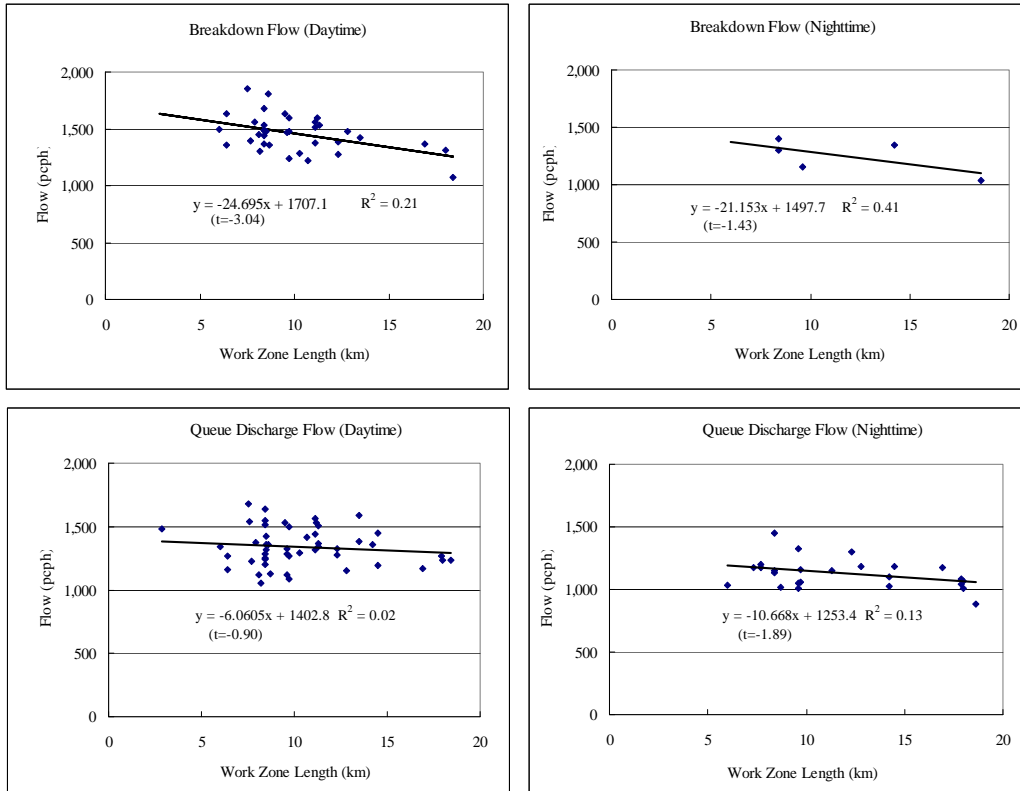 Breakdown Flow (Daytime)
2,000
1,500
1,000
500
0
Flow (pcph)
y = -24.695x + 1707.1 R² = 0.21
(t=-3.04)
0 5 10 15 20
Work Zone Length (km)
Breakdown Flow (Nighttime)
2,000
1,500
1,000
500
0
Flow (pcph)
y = -21.153x + 1497.7 R² = 0.41
(t=-1.43)
0 5 10 15 20
Work Zone Length (km)
Queue Discharge Flow (Daytime)
2,000
1,500
1,000
500
0
Flow (pcph)
y = -6.0605x + 1402.8 R² = 0.02
(t=-0.90)
0 5 10 15 20
Work Zone Length (km)
Queue Discharge Flow (Nighttime)
2,000
1,500
1,000
500
0
Flow (pcph)
y = -10.668x + 1253.4 R² = 0.13
(t=-1.89)
0 5 10 15 20
Work Zone Length (km)